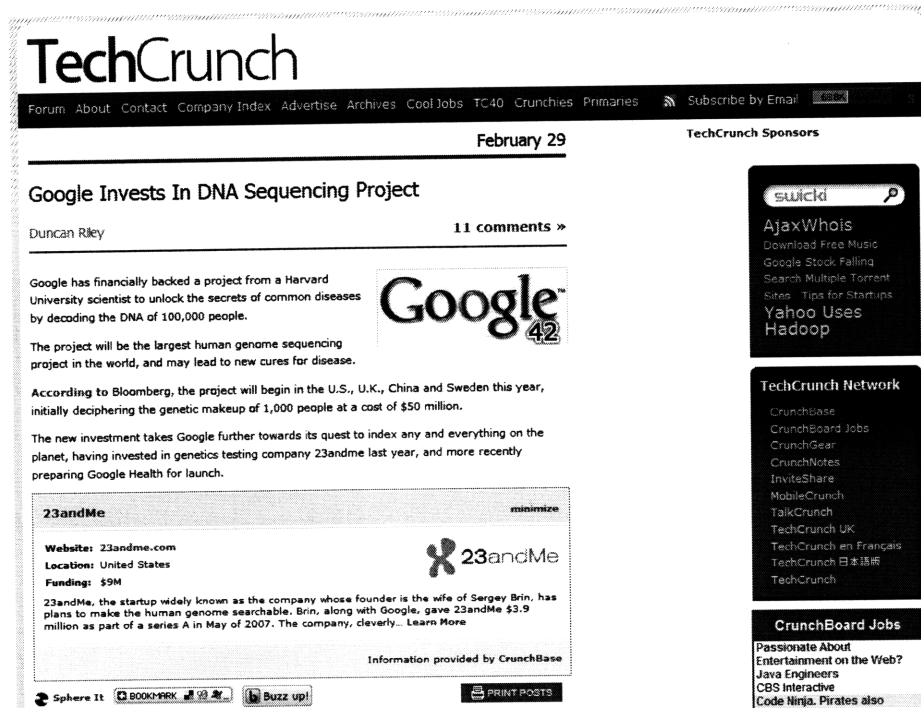 TechCrunch
Forum About Contact Company Index Advertise Archives Cool Jobs TC40 Crunchies Primaries Subscribe by Email
February 29
Google Invests In DNA Sequencing Project
Duncan Riley 11 comments »
Google has financially backed a project from a Harvard
University scientist to unlock the secrets of common diseases
by decoding the DNA of 100,000 people.
Google™
42
The project will be the largest human genome sequencing
project in the world, and may lead to new cures for disease.
According to Bloomberg, the project will begin in the U.S., U.K., China and Sweden this year,
initially deciphering the genetic makeup of 1,000 people at a cost of $50 million.
The new investment takes Google further towards its quest to index any and everything on the
planet, having invested in genetics testing company 23andme last year, and more recently
preparing Google Health for launch.
23andMe minimize
Website: 23andme.com
Location: United States
Funding: $9M
23andMe
23andMe, the startup widely known as the company whose founder is the wife of Sergey Brin, has
plans to make the human genome searchable. Brin, along with Google, gave 23andMe $3.9
million as part of a series A in May of 2007. The company, cleverly... Learn More
Information provided by CrunchBase
Sphere It BOOKMARK Buzz up! PRINT POSTS
TechCrunch Sponsors
swicki
AjaxWhois
Download Free Music
Google Stock Falling
Search Multiple Torrent
Sites Tips for Startups
Yahoo Uses
Hadoop
TechCrunch Network
CrunchBase
CrunchBoard Jobs
CrunchGear
CrunchNotes
InviteShare
MobileCrunch
TalkCrunch
TechCrunch UK
TechCrunch en Français
TechCrunch 日本語版
TechCrunch
CrunchBoard Jobs
Passionate About
Entertainment on the Web?
Java Engineers
CBS Interactive
Code Ninja. Pirates also